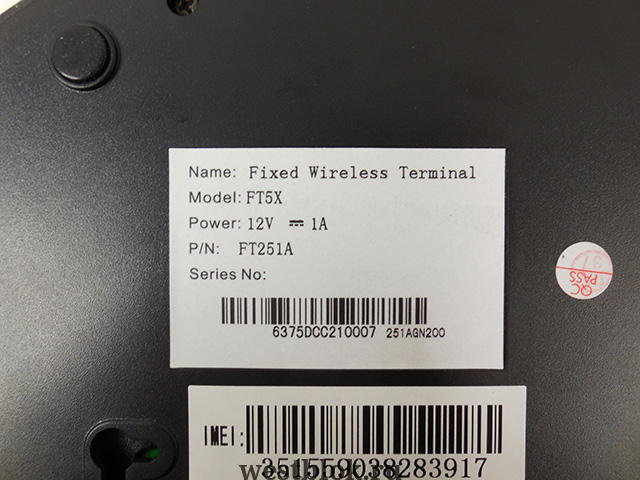 Name: Fixed Wireless Terminal
Model: FT5X
Power: 12V ⎓ 1A
P/N: FT251A
Series No:
6375DCC210007 251AGN200
QC
PASS
IMEI:
351559038283917